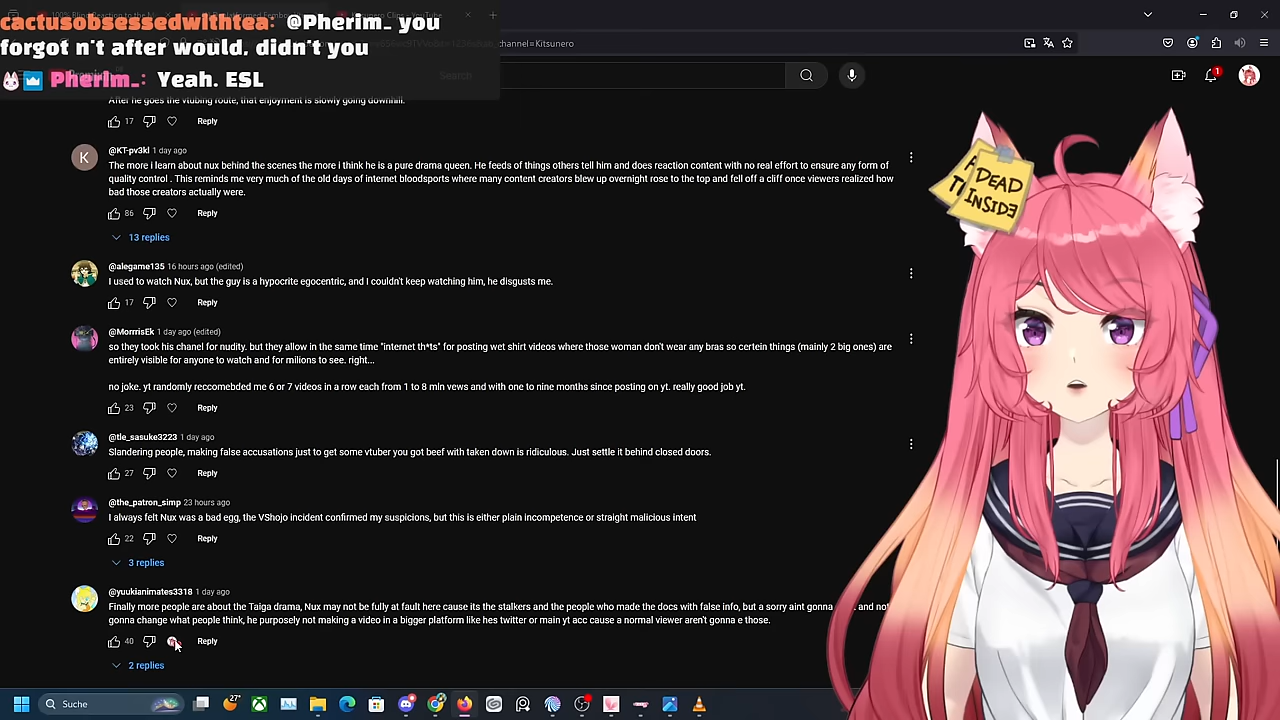 cactusobsessedwithtea: @Pherim_ you
forgot n't after would, didn't you
Pherim_: Yeah. ESL
channel=Kitsunero
Search
1
After he goes the vtubing route, that enjoyment is slowly going downhill.
17 Reply
K
@KT-pv3kl 1 day ago
The more i learn about nux behind the scenes the more i think he is a pure drama queen. He feeds of things others tell him and does reaction content with no real effort to ensure any form of
quality control . This reminds me very much of the old days of internet bloodsports where many content creators blew up overnight rose to the top and fell off a cliff once viewers realized how
bad those creators actually were.
86 Reply
13 replies
@alegame135 16 hours ago (edited)
I used to watch Nux, but the guy is a hypocrite egocentric, and I couldn't keep watching him, he disgusts me.
17 Reply
@MorrrisEk 1 day ago (edited)
so they took his chanel for nudity. but they allow in the same time "internet th*ts" for posting wet shirt videos where those woman don't wear any bras so certain things (mainly 2 big ones) are
entirely visible for anyone to watch and for milions to see. right...
no joke. yt randomly reccomebded me 6 or 7 videos in a row each from 1 to 8 mln vews and with one to nine months since posting on yt. really good job yt.
23 Reply
@tle_sasuke3223 1 day ago
Slandering people, making false accusations just to get some vtuber you got beef with taken down is ridiculous. Just settle it behind closed doors.
27 Reply
@the_patron_simp 23 hours ago
I always felt Nux was a bad egg, the VShojo incident confirmed my suspicions, but this is either plain incompetence or straight malicious intent
22 Reply
3 replies
@yuukianimates3318 1 day ago
Finally more people are about the Taiga drama, Nux may not be fully at fault here cause its the stalkers and the people who made the docs with false info, but a sorry aint gonna and not
gonna change what people think, he purposely not making a video in a bigger platform like hes twitter or main yt acc cause a normal viewer aren't gonna e those.
40 Reply
2 replies
DEAD
INSIDE
Suche
27°